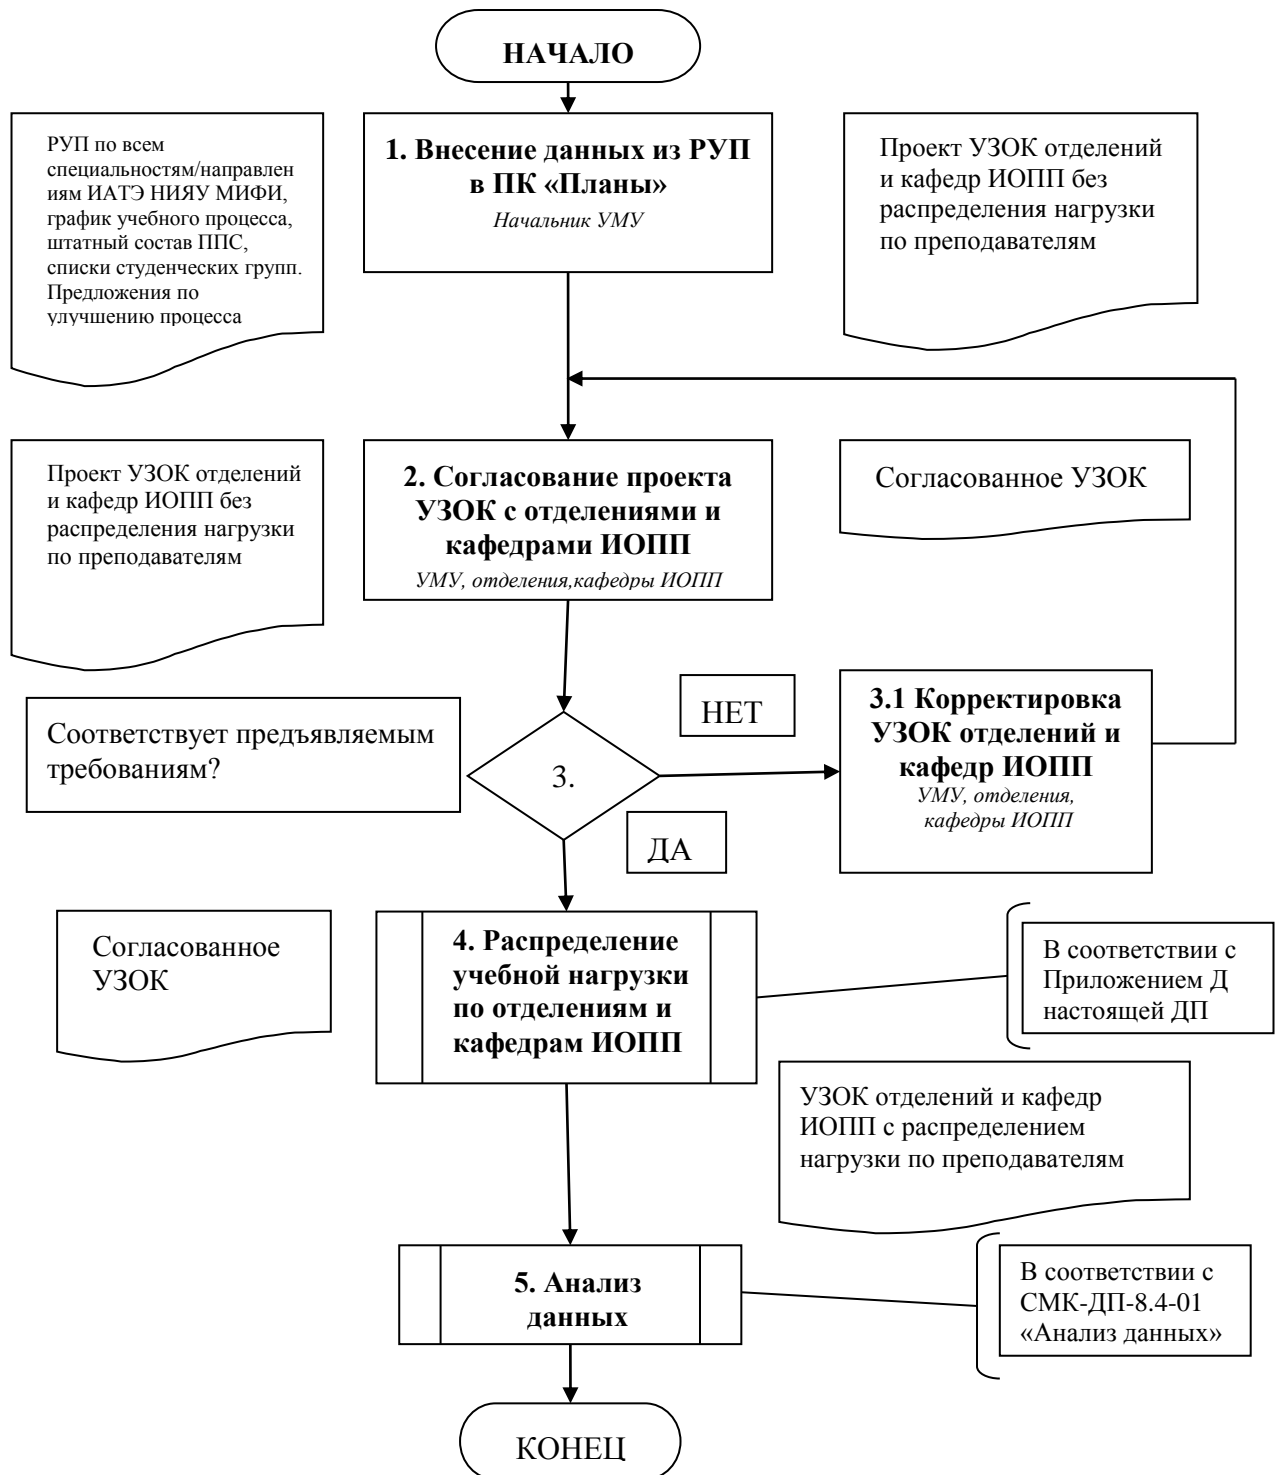 НАЧАЛО
РУП по всем
специальностям/направлен
иям ИАТЭ НИЯУ МИФИ,
график учебного процесса,
штатный состав ППС,
списки студенческих групп.
Предложения по
улучшению процесса
1. Внесение данных из РУП
в ПК «Планы»
Начальник УМУ
Проект УЗОК отделений
и кафедр ИОПП без
распределения нагрузки
по преподавателям
Проект УЗОК отделений
и кафедр ИОПП без
распределения нагрузки
по преподавателям
2. Согласование проекта
УЗОК с отделениями и
кафедрами ИОПП
УМУ, отделения,кафедры ИОПП
Согласованное УЗОК
Соответствует предъявляемым
требованиям?
3.
НЕТ
ДА
3.1 Корректировка
УЗОК отделений и
кафедр ИОПП
УМУ, отделения,
кафедры ИОПП
Согласованное
УЗОК
4. Распределение
учебной нагрузки
по отделениям и
кафедрам ИОПП
В соответствии с
Приложением Д
настоящей ДП
УЗОК отделений и кафедр
ИОПП с распределением
нагрузки по преподавателям
5. Анализ
данных
В соответствии с
СМК-ДП-8.4-01
«Анализ данных»
КОНЕЦ